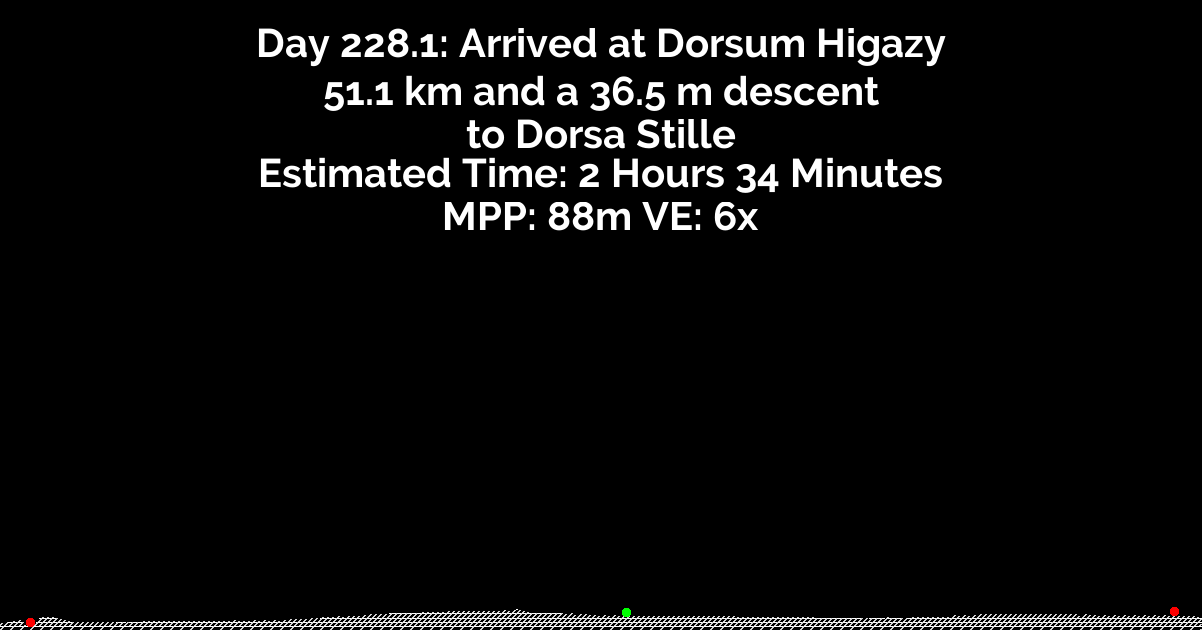 Day 228.1: Arrived at Dorsum Higazy
51.1 km and a 36.5 m descent
to Dorsa Stille
Estimated Time: 2 Hours 34 Minutes
MPP: 88m VE: 6x